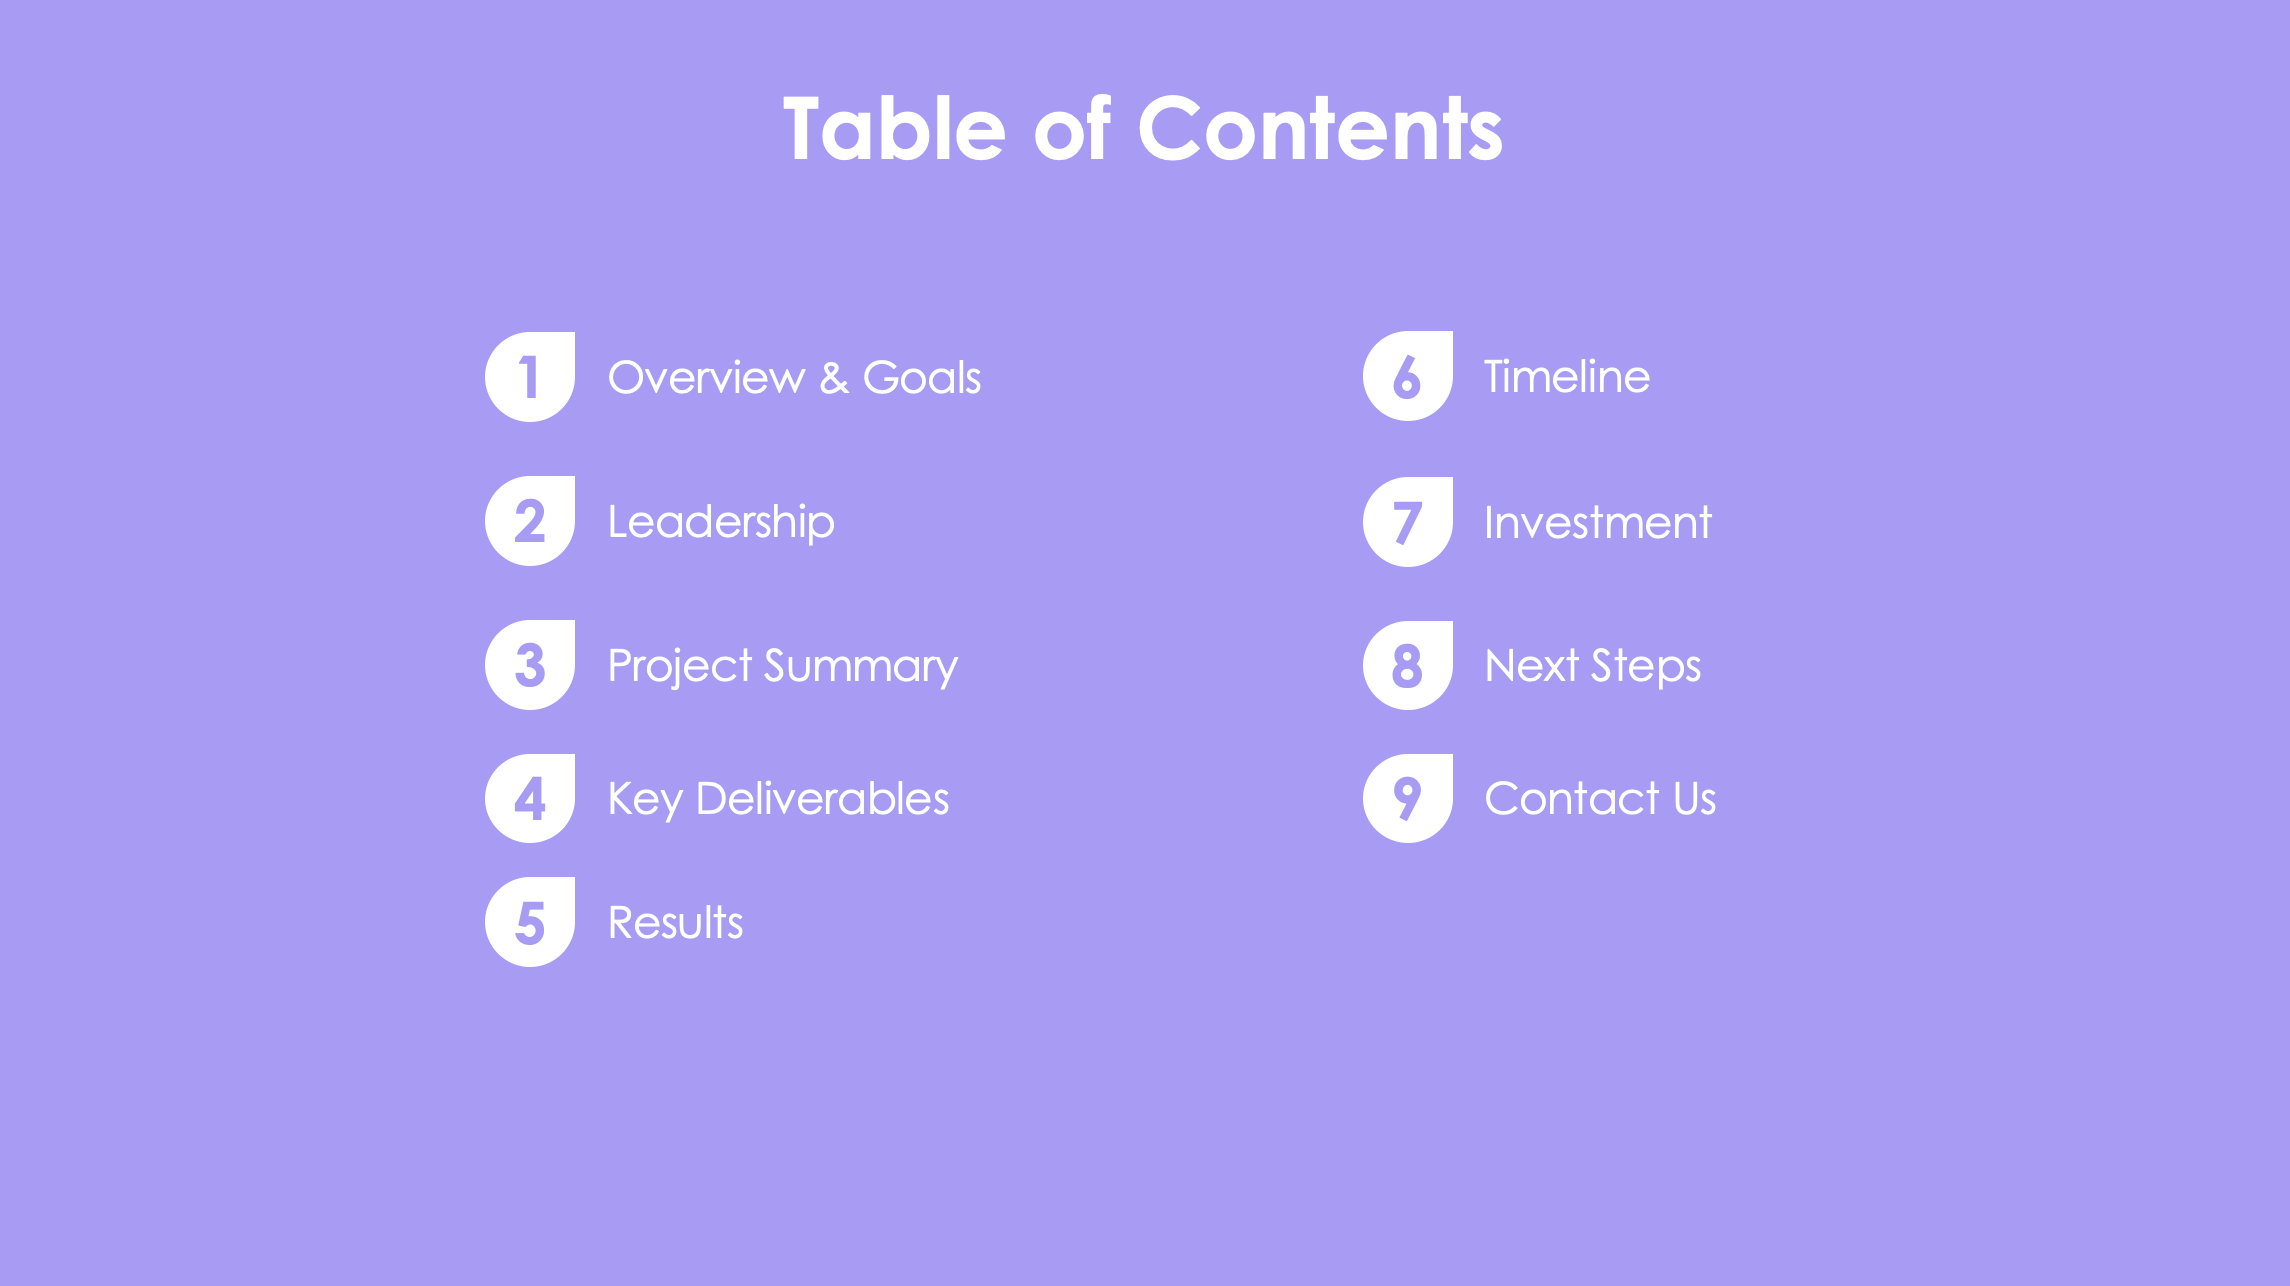 Table of Contents
1 Overview & Goals
2 Leadership
3 Project Summary
4 Key Deliverables
5 Results
6 Timeline
7 Investment
8 Next Steps
9 Contact Us